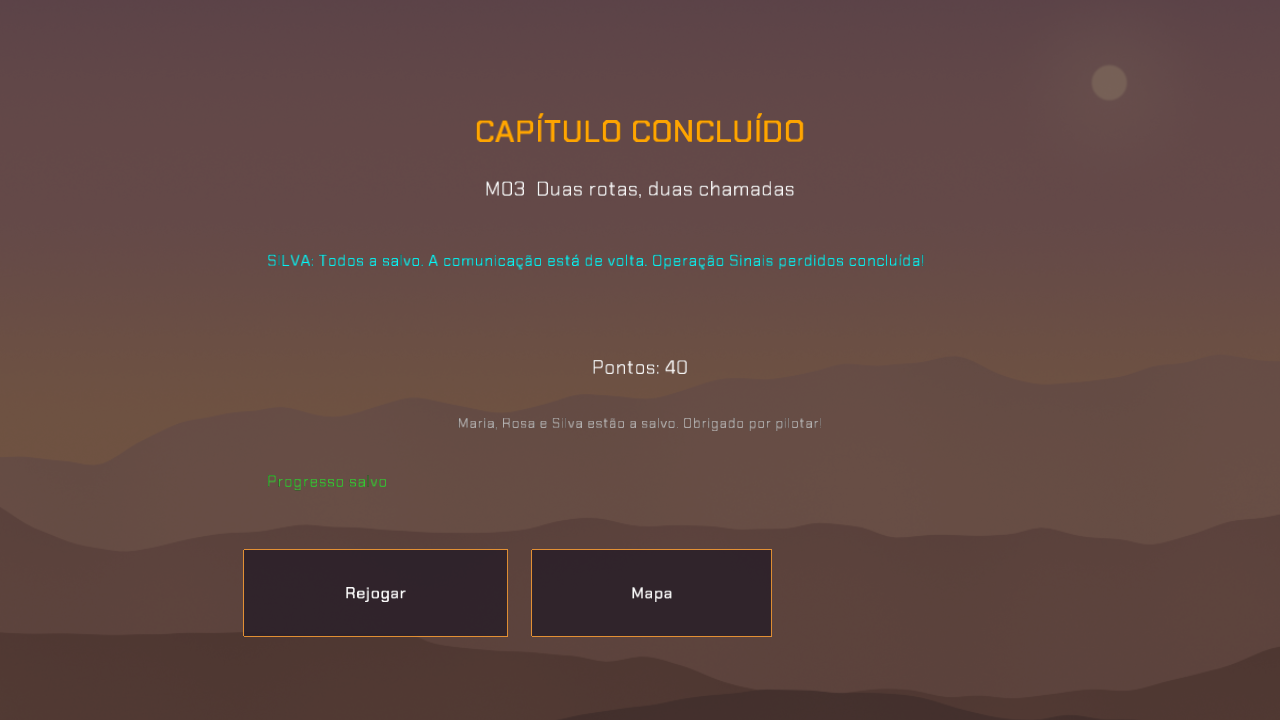 CAPÍTULO CONCLUÍDO
M03 Duas rotas, duas chamadas
SILVA: Todos a salvo. A comunicação está de volta. Operação Sinais perdidos concluída!
Pontos: 40
Maria, Rosa e Silva estão a salvo. Obrigado por pilotar!
Progresso salvo
Rejogar
Mapa